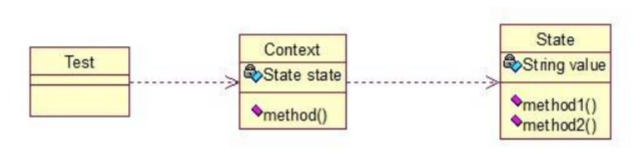 Test
Context
State state
method()
State
String value
method1()
method2()